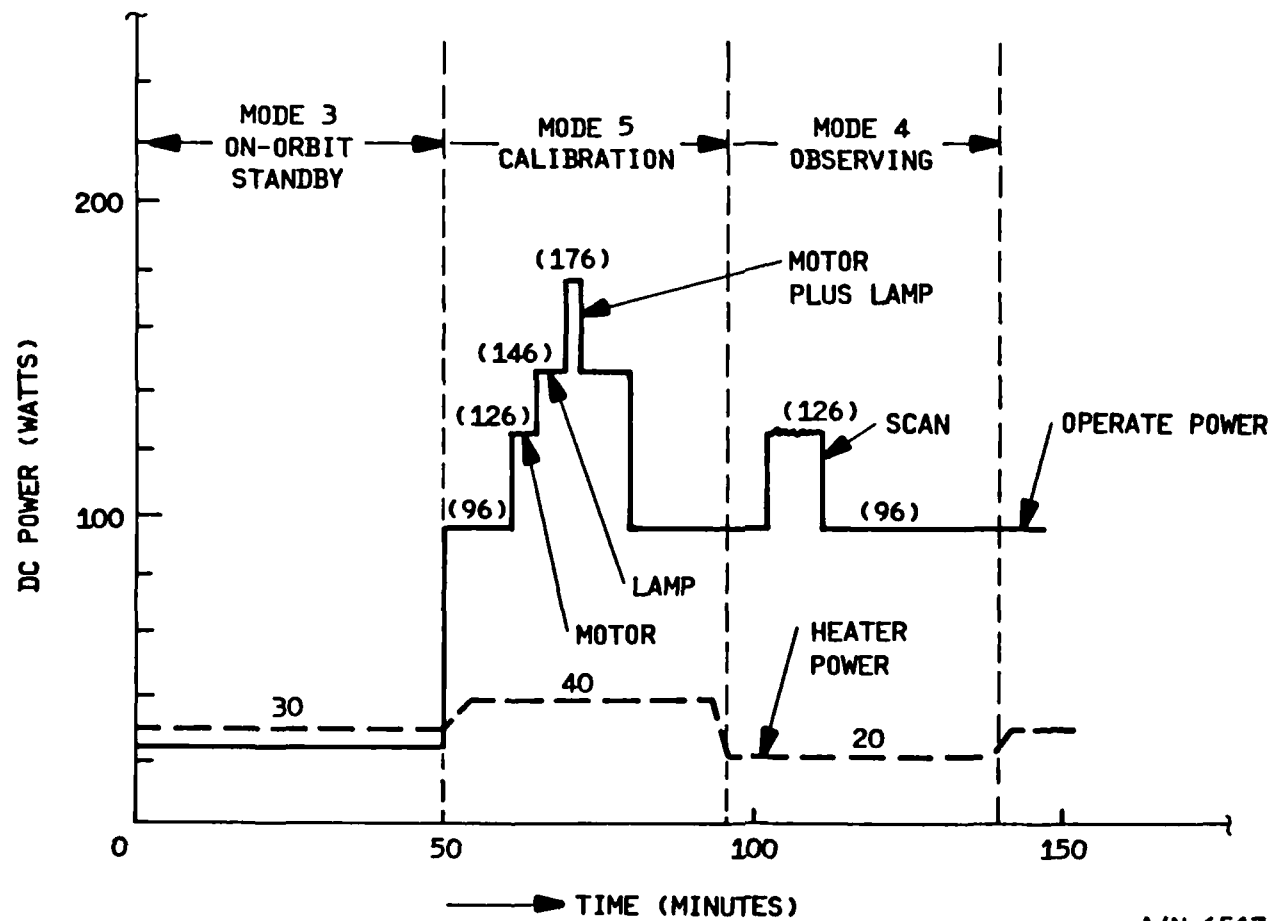 MODE 3
ON-ORBIT
STANDBY
MODE 5
CALIBRATION
MODE 4
OBSERVING
200
(176)
MOTOR
PLUS LAMP
(146)
(126)
(126)
SCAN
OPERATE POWER
(96)
(96)
100
DC POWER (WATTS)
LAMP
MOTOR
HEATER
POWER
30
40
20
0
50
100
150
TIME (MINUTES)